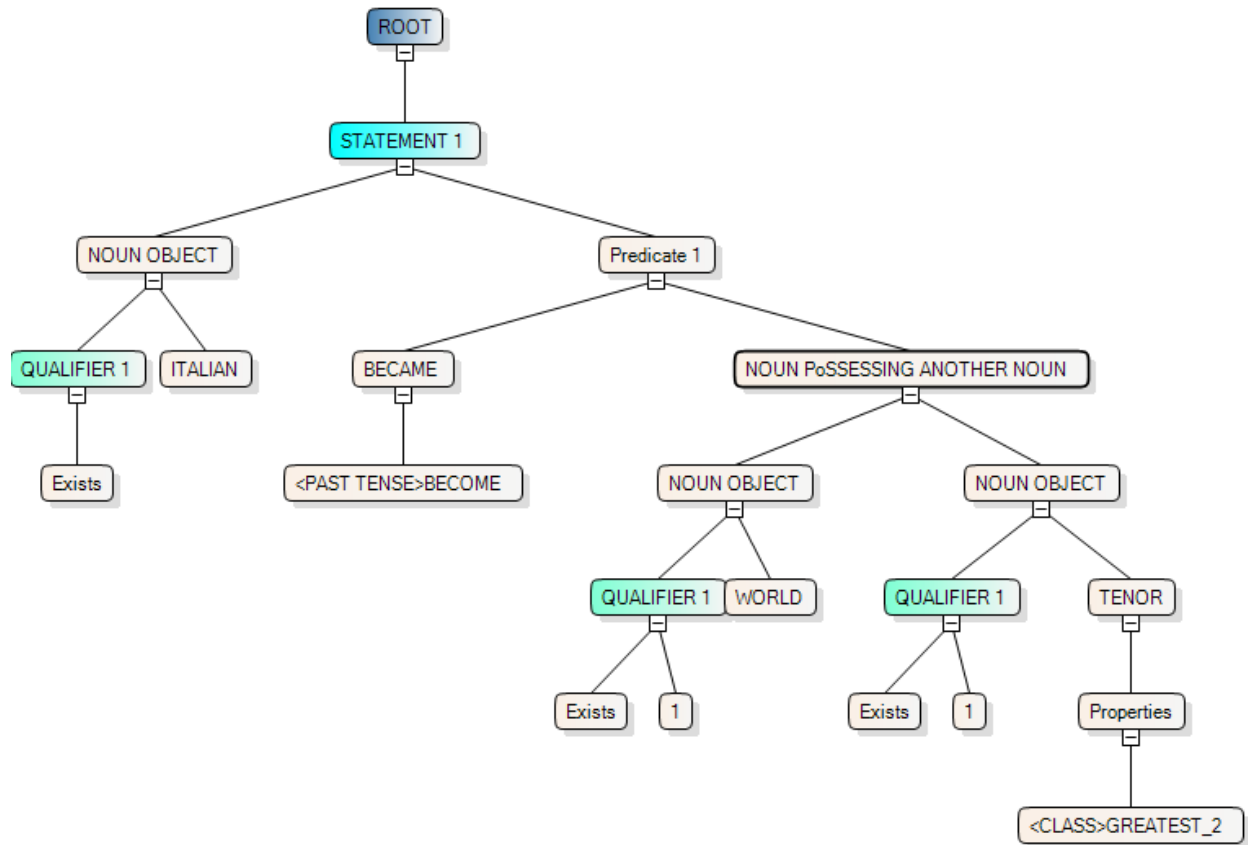 ROOT
STATEMENT 1
NOUN OBJECT
Predicate 1
QUALIFIER 1
ITALIAN
BECAME
NOUN PoSSESSING ANOTHER NOUN
Exists
<PAST TENSE>BECOME
NOUN OBJECT
NOUN OBJECT
QUALIFIER 1
WORLD
QUALIFIER 1
TENOR
Exists
1
Exists
1
Properties
<CLASS>GREATEST_2